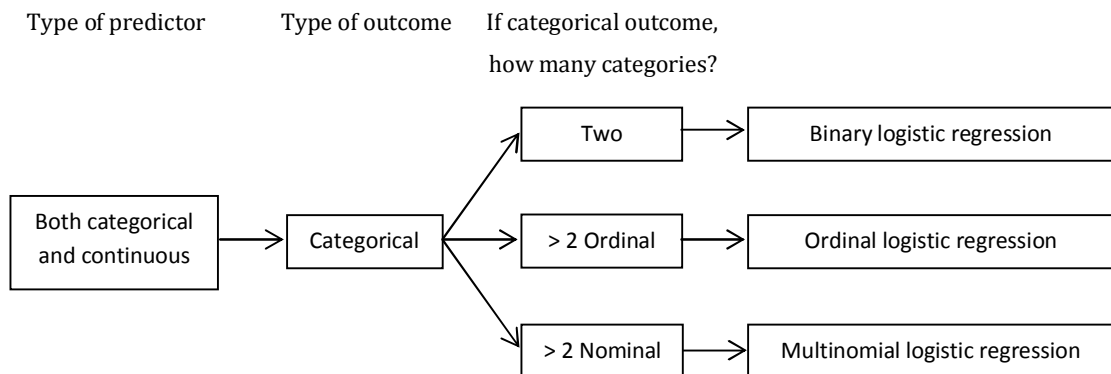 Type of predictor
Type of outcome
If categorical outcome,
how many categories?
Two
Binary logistic regression
Both categorical
and continuous
Categorical
> 2 Ordinal
Ordinal logistic regression
> 2 Nominal
Multinomial logistic regression